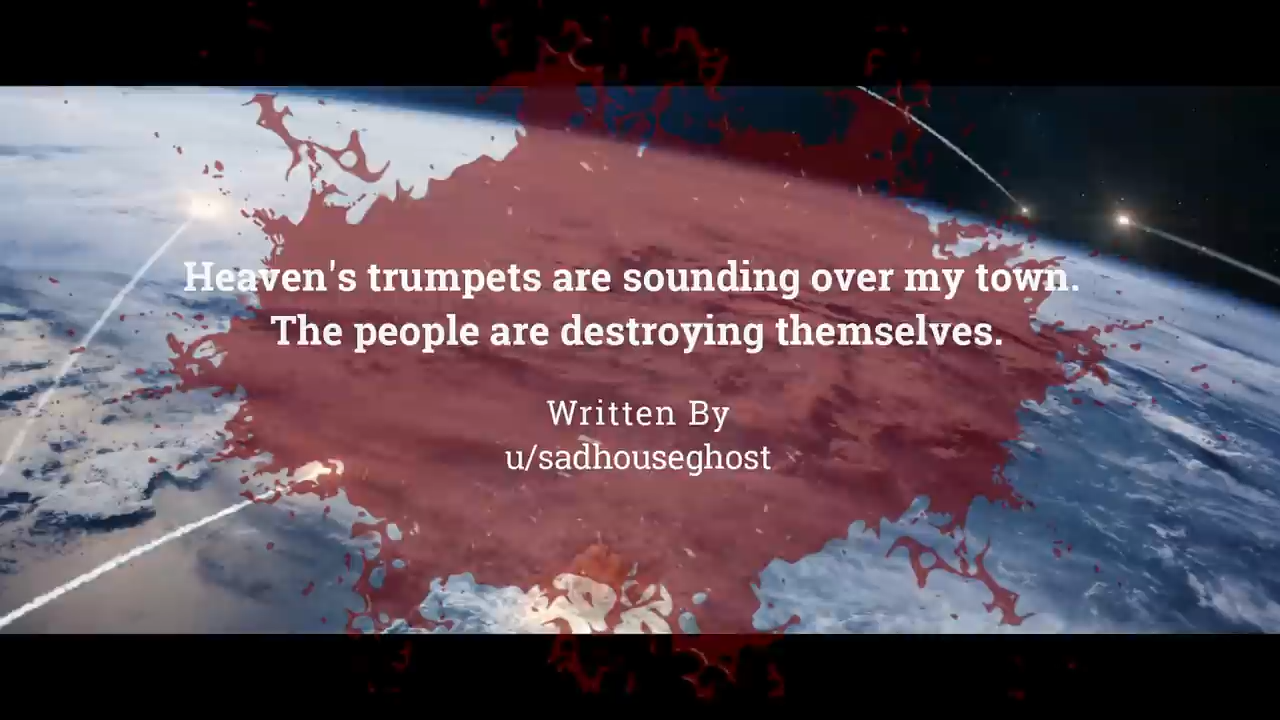 Heaven's trumpets are sounding over my town.
The people are destroying themselves.
Written By
u/sadhouseghost